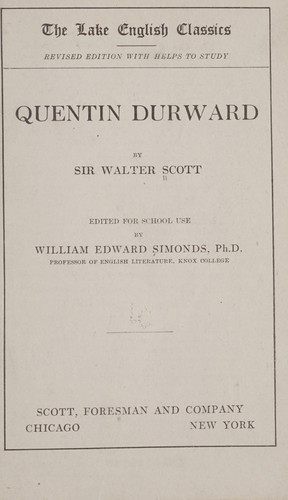 The Lake English Classics
REVISED EDITION WITH HELPS TO STUDY
QUENTIN DURWARD
BY
SIR WALTER SCOTT
EDITED FOR SCHOOL USE
BY
WILLIAM EDWARD SIMONDS, Ph.D.
PROFESSOR OF ENGLISH LITERATURE, KNOX COLLEGE
SCOTT, FORESMAN AND COMPANY
CHICAGO NEW YORK